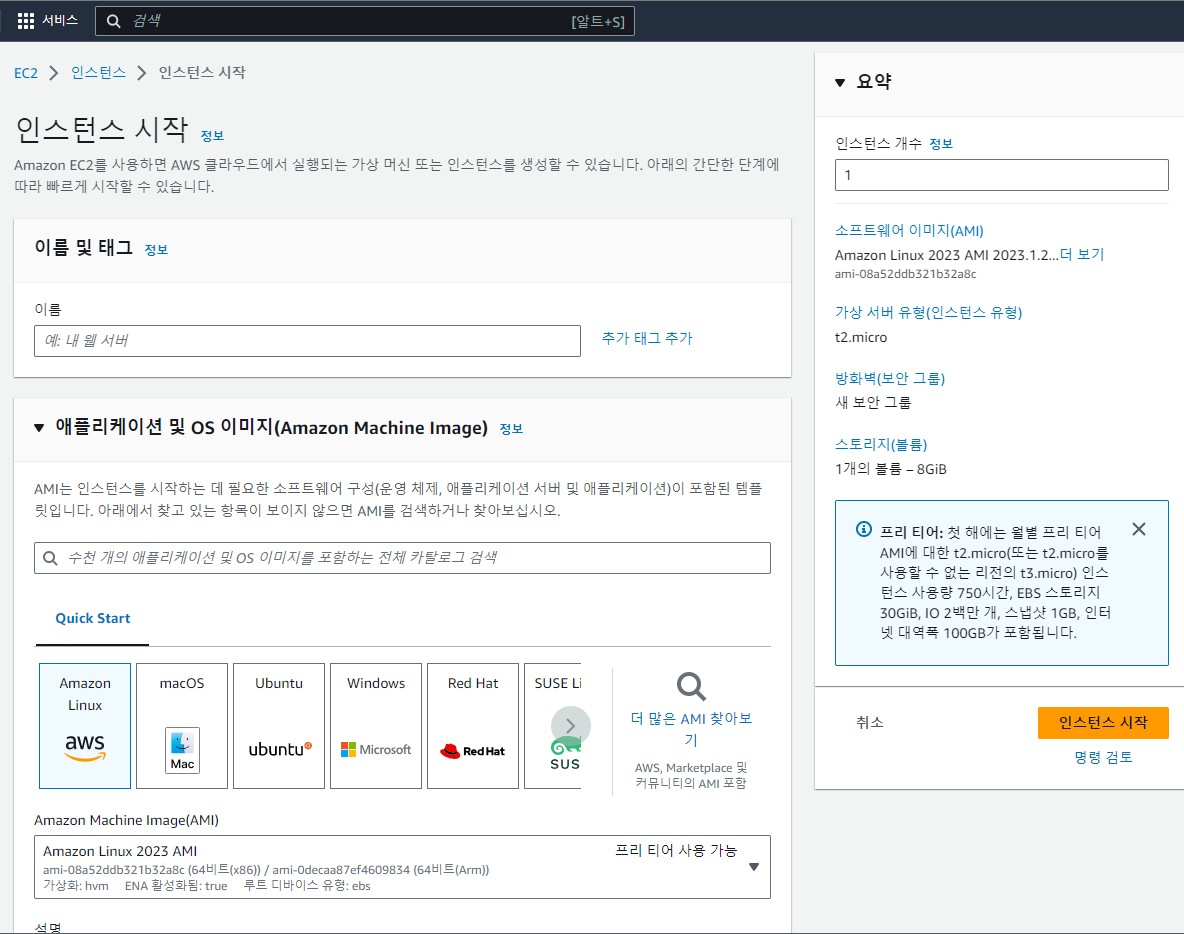 서비스
검색
[알트+S]
EC2
인스턴스
인스턴스 시작
인스턴스 시작 정보
Amazon EC2를 사용하면 AWS 클라우드에서 실행되는 가상 머신 또는 인스턴스를 생성할 수 있습니다. 아래의 간단한 단계에
따라 빠르게 시작할 수 있습니다.
이름 및 태그 정보
이름
예: 내 웹 서버
추가 태그 추가
애플리케이션 및 OS 이미지(Amazon Machine Image) 정보
AMI는 인스턴스를 시작하는 데 필요한 소프트웨어 구성(운영 체제, 애플리케이션 서버 및 애플리케이션)이 포함된 템플
릿입니다. 아래에서 찾고 있는 항목이 보이지 않으면 AMI를 검색하거나 찾아보십시오.
수천 개의 애플리케이션 및 OS 이미지를 포함하는 전체 카탈로그 검색
Quick Start
Amazon
Linux
aws
macOS
Mac
Ubuntu
ubuntu
Windows
Microsoft
Red Hat
Red Hat
SUSE Li
SUS
더 많은 AMI 찾아보
기
AWS, Marketplace 및
커뮤니티의 AMI 포함
Amazon Machine Image(AMI)
Amazon Linux 2023 AMI
프리 티어 사용 가능
ami-08a52ddb321b32a8c (64비트(x86)) / ami-0decaa87ef4609834 (64비트(Arm))
가상화: hvm ENA 활성화됨: true 루트 디바이스 유형: ebs
설명
요약
인스턴스 개수 정보
1
소프트웨어 이미지(AMI)
Amazon Linux 2023 AMI 2023.1.2...더 보기
ami-08a52ddb321b32a8c
가상 서버 유형(인스턴스 유형)
t2.micro
방화벽(보안 그룹)
새 보안 그룹
스토리지(볼륨)
1개의 볼륨 – 8GiB
프리 티어: 첫 해에는 월별 프리 티어
AMI에 대한 t2.micro(또는 t2.micro를
사용할 수 없는 리전의 t3.micro) 인스
턴스 사용량 750시간, EBS 스토리지
30GiB, IO 2백만 개, 스냅샷 1GB, 인터
넷 대역폭 100GB가 포함됩니다.
취소
인스턴스 시작
명령 검토